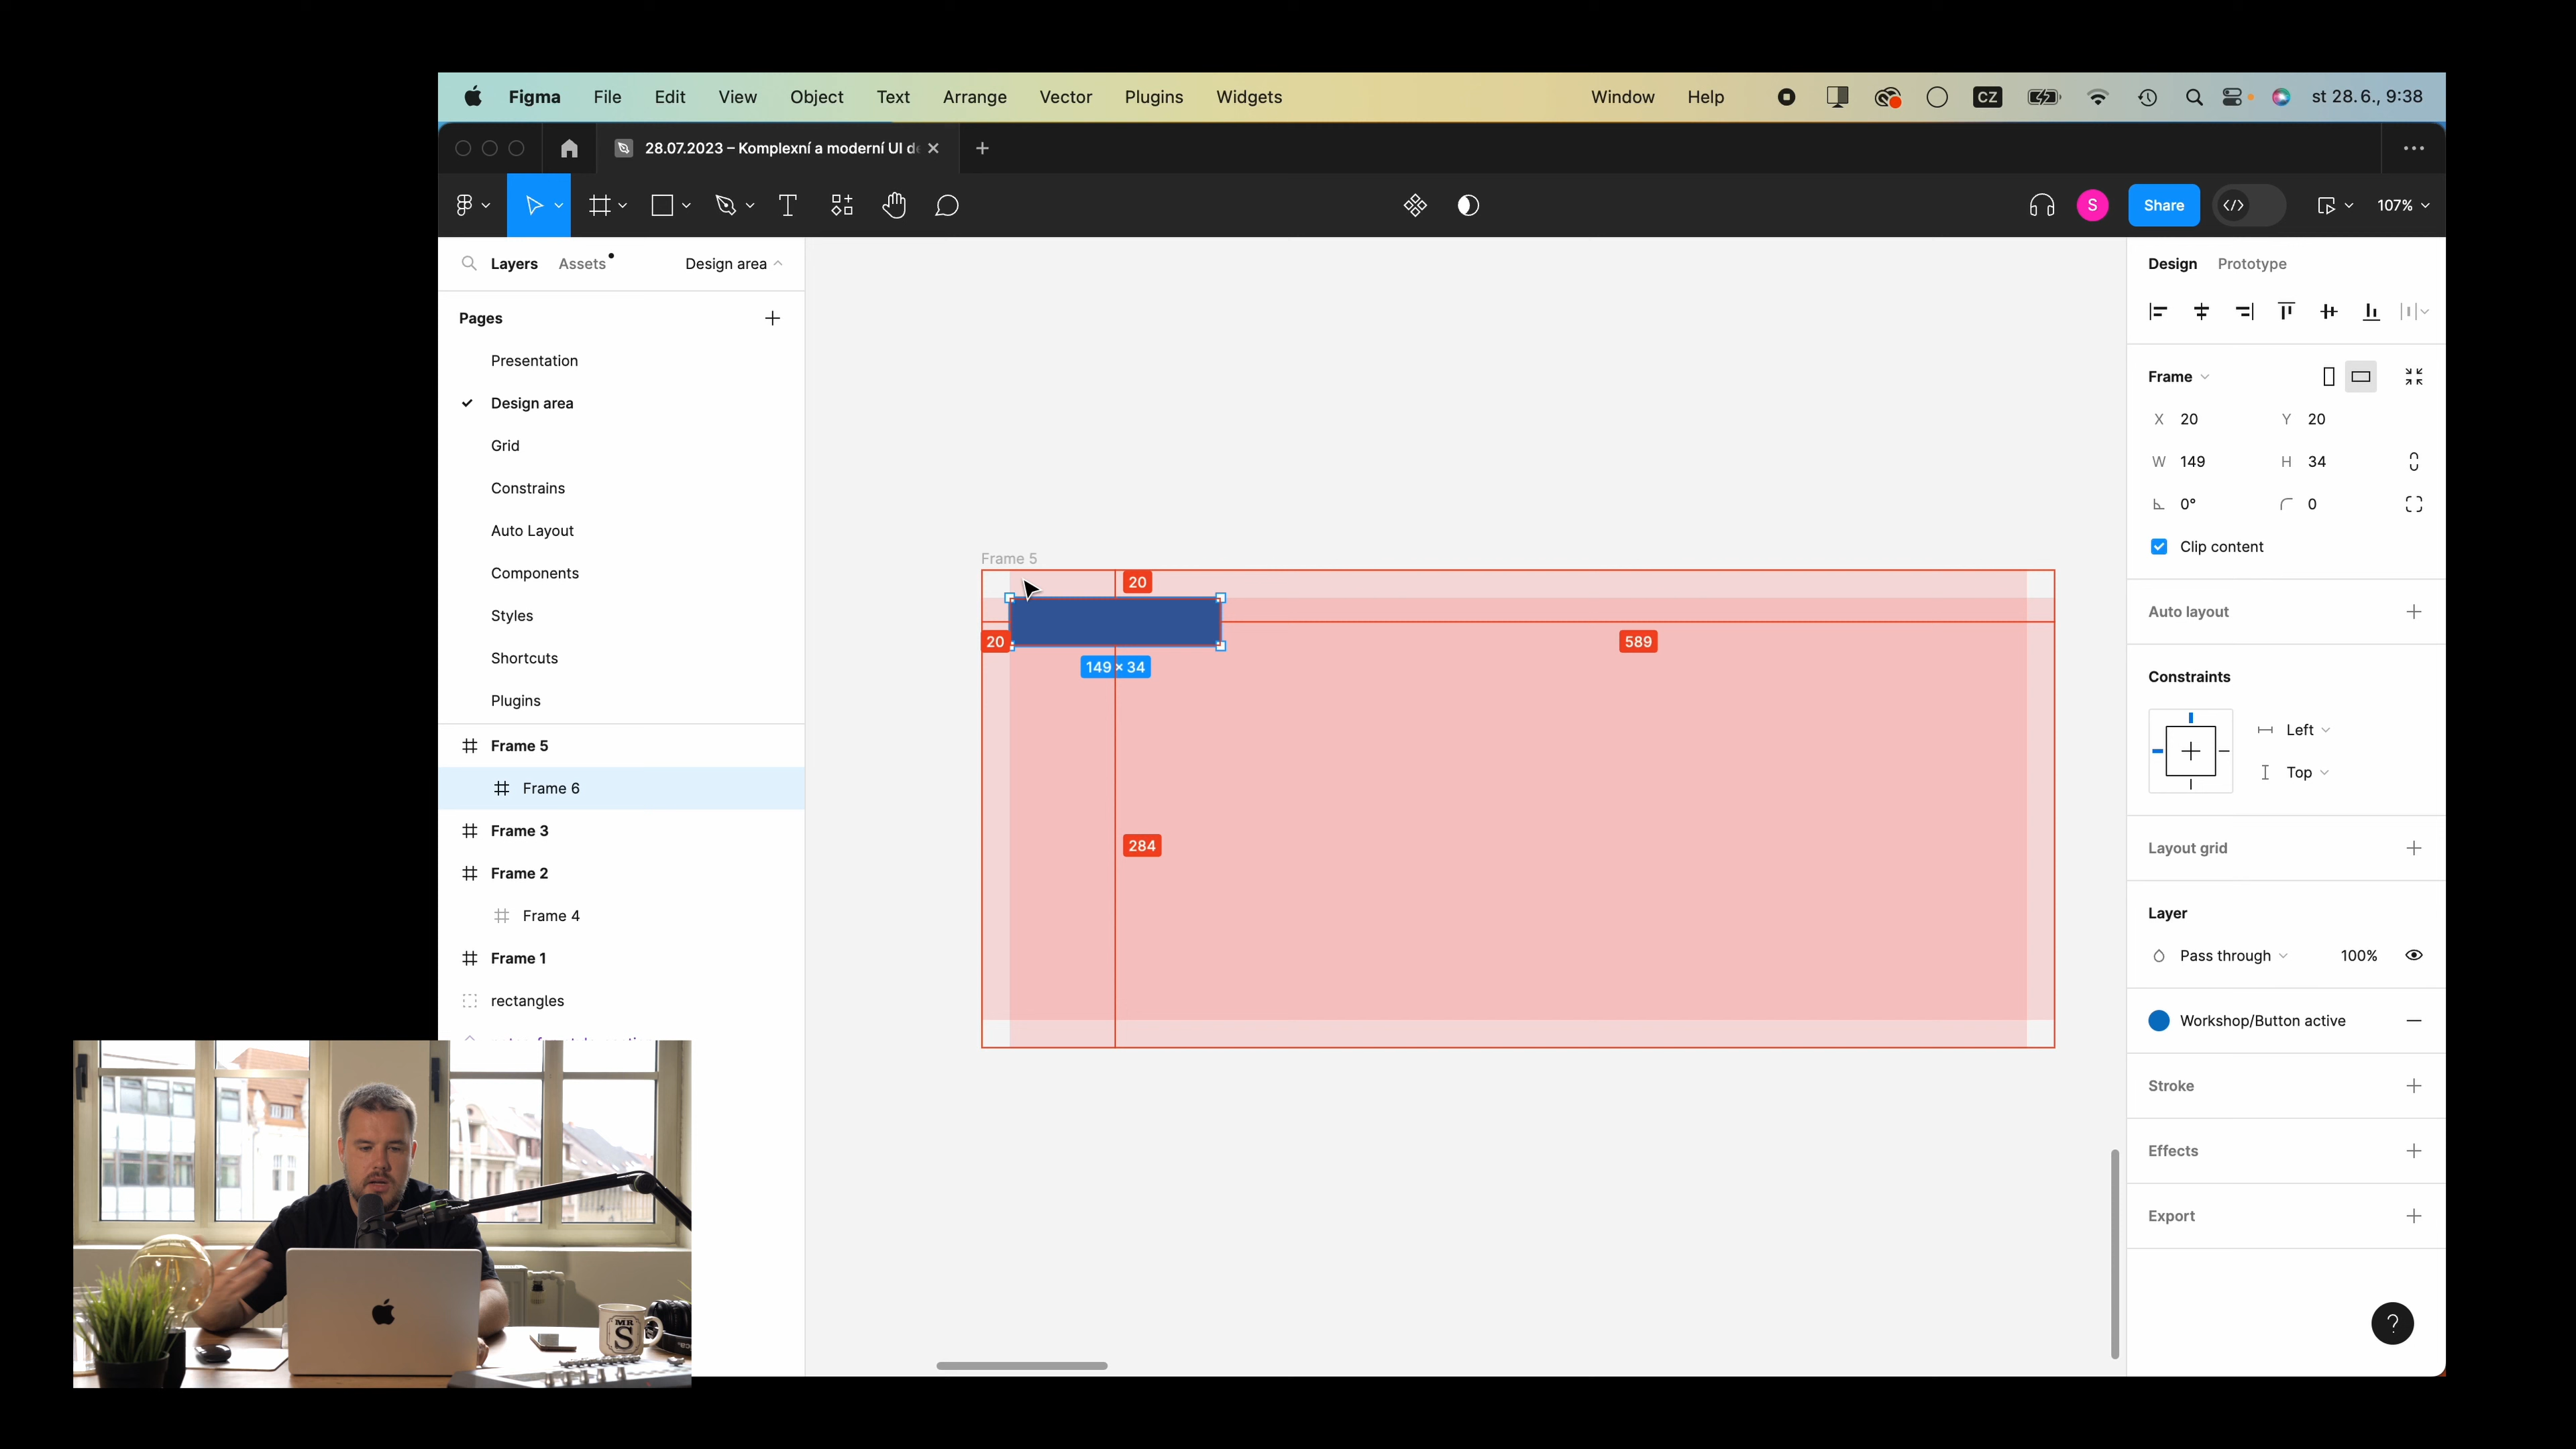 Figma File Edit View Object Text Arrange Vector Plugins Widgets Window Help CZ st 28. 6., 9:38
28.07.2023 – Komplexní a moderní UI
S Share 107%
Layers Assets Design area
Pages
Presentation
Design area
Grid
Constrains
Auto Layout
Components
Styles
Shortcuts
Plugins
Frame 5
Frame 6
Frame 3
Frame 2
Frame 4
Frame 1
rectangles
Frame 5
20
20
589
149 × 34
284
Design Prototype
Frame
X 20 Y 20
W 149 H 34
0° 0
Clip content
Auto layout
Constraints
Left
Top
Layout grid
Layer
Pass through 100%
Workshop/Button active
Stroke
Effects
Export
?
MR
S